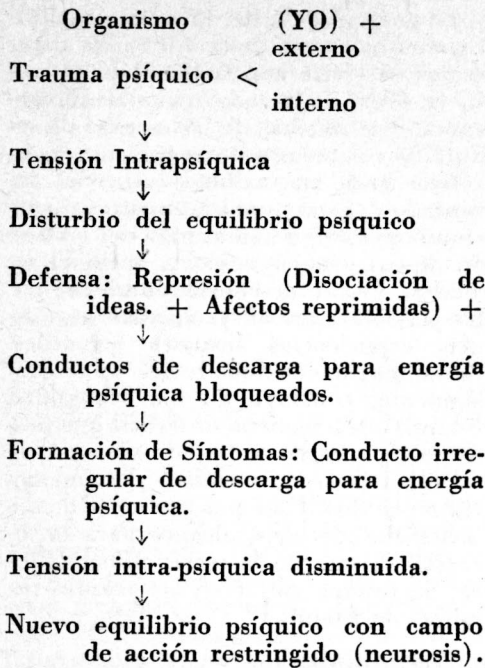 Organismo (YO) +
externo
Trauma psíquico <
interno
↓
Tensión Intrapsíquica
↓
Disturbio del equilibrio psíquico
↓
Defensa: Represión (Disociación de
ideas. + Afectos reprimidas) +
↓
Conductos de descarga para energía
psíquica bloqueados.
↓
Formación de Síntomas: Conducto irre-
gular de descarga para energía
psíquica.
↓
Tensión intra-psíquica disminuída.
↓
Nuevo equilibrio psíquico con campo
de acción restringido (neurosis).